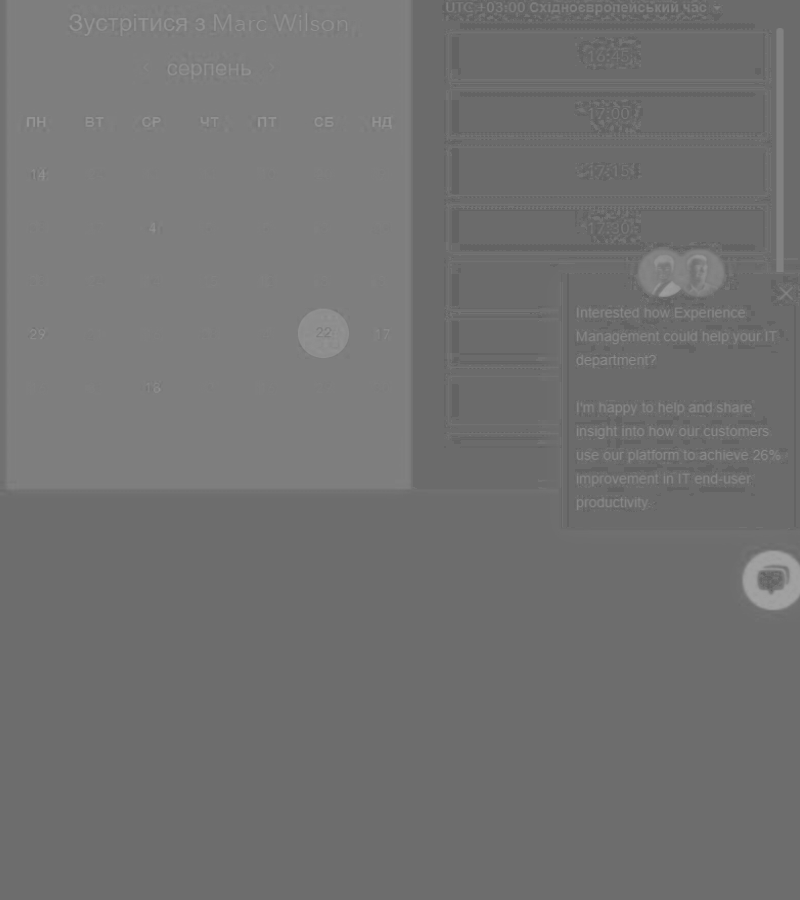 Зустрітися з Marc Wilson.
серпень
ПН ВТ СР ЧТ ПТ СБ НД
14
4
29 22 17
16
UTC +03:00 Східноєвропейський час
16:45
17:00
17:15
17:30
Interested how Experience
Management could help your IT
department?
I'm happy to help and share
insight into how our customers
use our platform to achieve 26%
improvement in IT end-user
productivity.